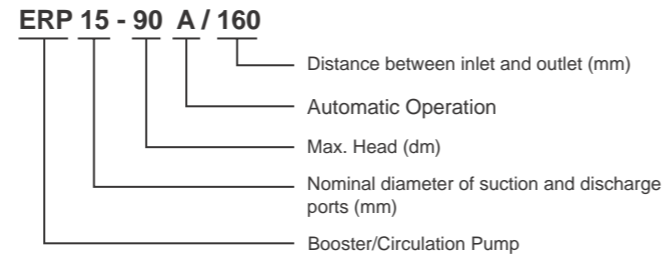 ERP 15 - 90 A / 160
Distance between inlet and outlet (mm)
Automatic Operation
Max. Head (dm)
Nominal diameter of suction and discharge
ports (mm)
Booster/Circulation Pump